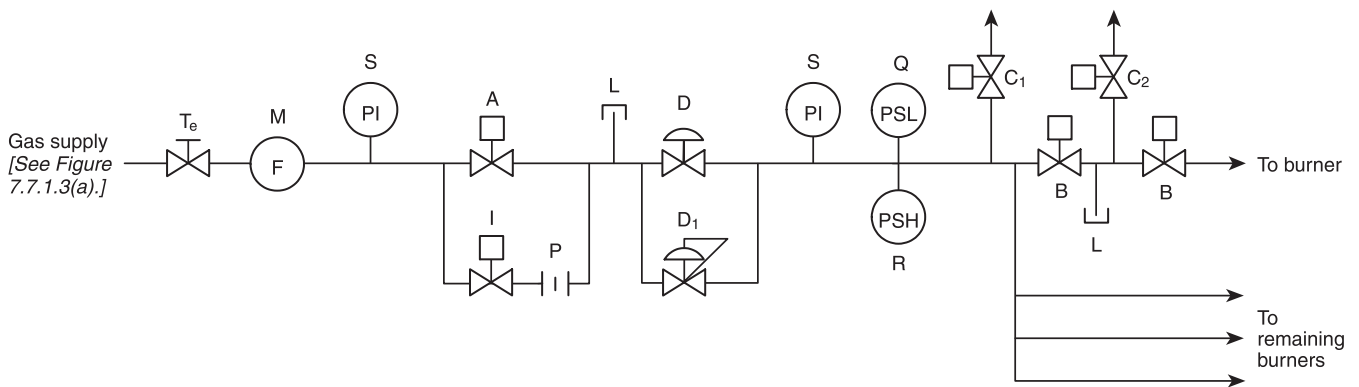 S
Q
C1
C2
L
S
A
D
Te
M
PI
PI
PSL
Gas supply
[See Figure
7.7.1.3(a).]
F
To burner
I
P
D1
PSH
B
B
R
L
To
remaining
burners